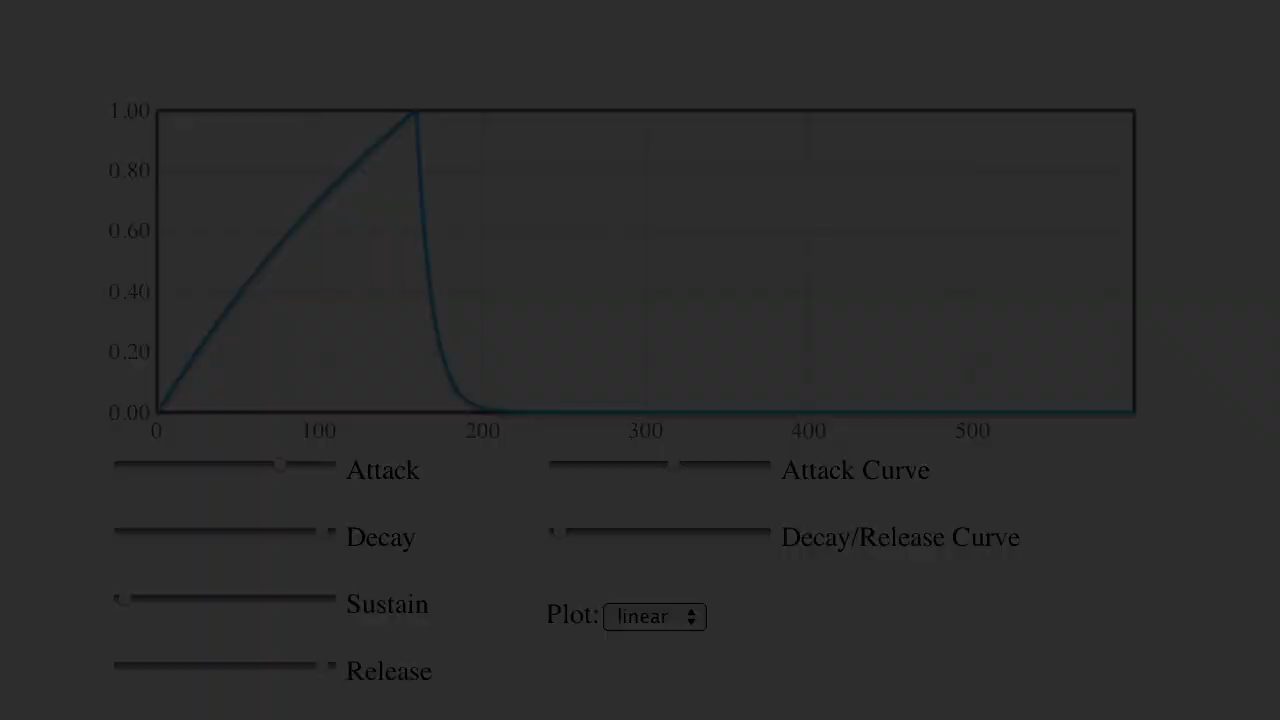 1.00
0.80
0.60
0.40
0.20
0.00
0 100 200 300 400 500
Attack Attack Curve
Decay Decay/Release Curve
Sustain
Plot: linear
Release